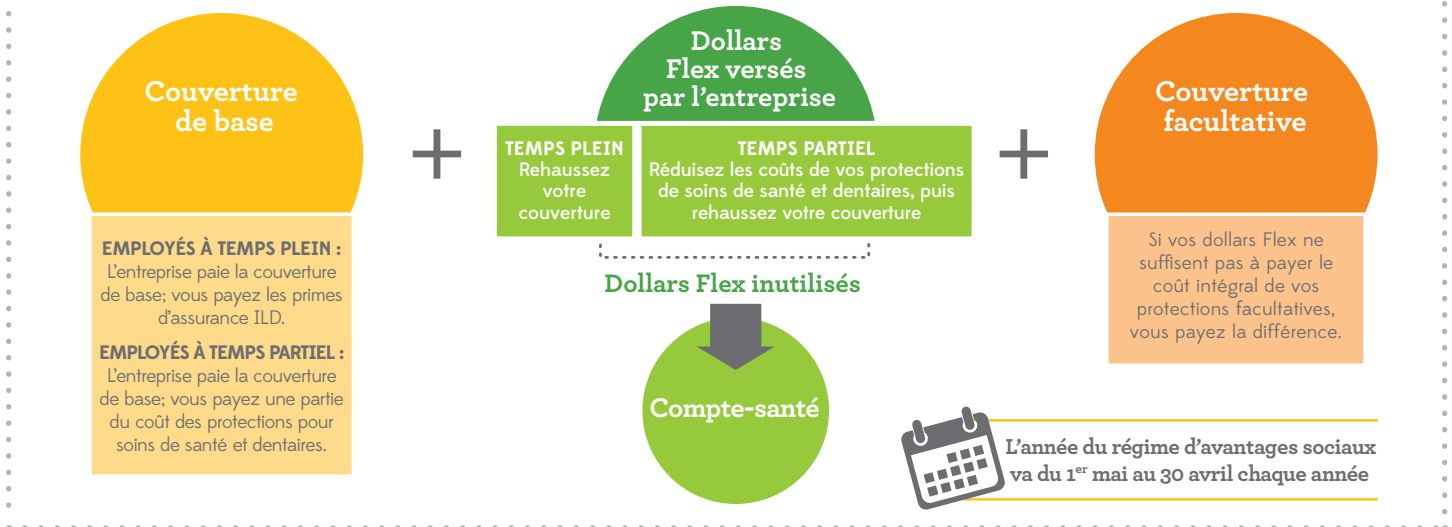 Couverture
de base
EMPLOYÉS À TEMPS PLEIN :
L'entreprise paie la couverture
de base; vous payez les primes
d'assurance ILD.
EMPLOYÉS À TEMPS PARTIEL :
L'entreprise paie la couverture
de base; vous payez une partie
du coût des protections pour
soins de santé et dentaires.
+
Dollars
Flex versés
par l'entreprise
TEMPS PLEIN
Rehaussez
votre
couverture
TEMPS PARTIEL
Réduisez les coûts de vos protections
de soins de santé et dentaires, puis
rehaussez votre couverture
Dollars Flex inutilisés
Compte-santé
+
Couverture
facultative
Si vos dollars Flex ne
suffisent pas à payer le
coût intégral de vos
protections facultatives,
vous payez la différence.
L'année du régime d'avantages sociaux
va du 1er mai au 30 avril chaque année